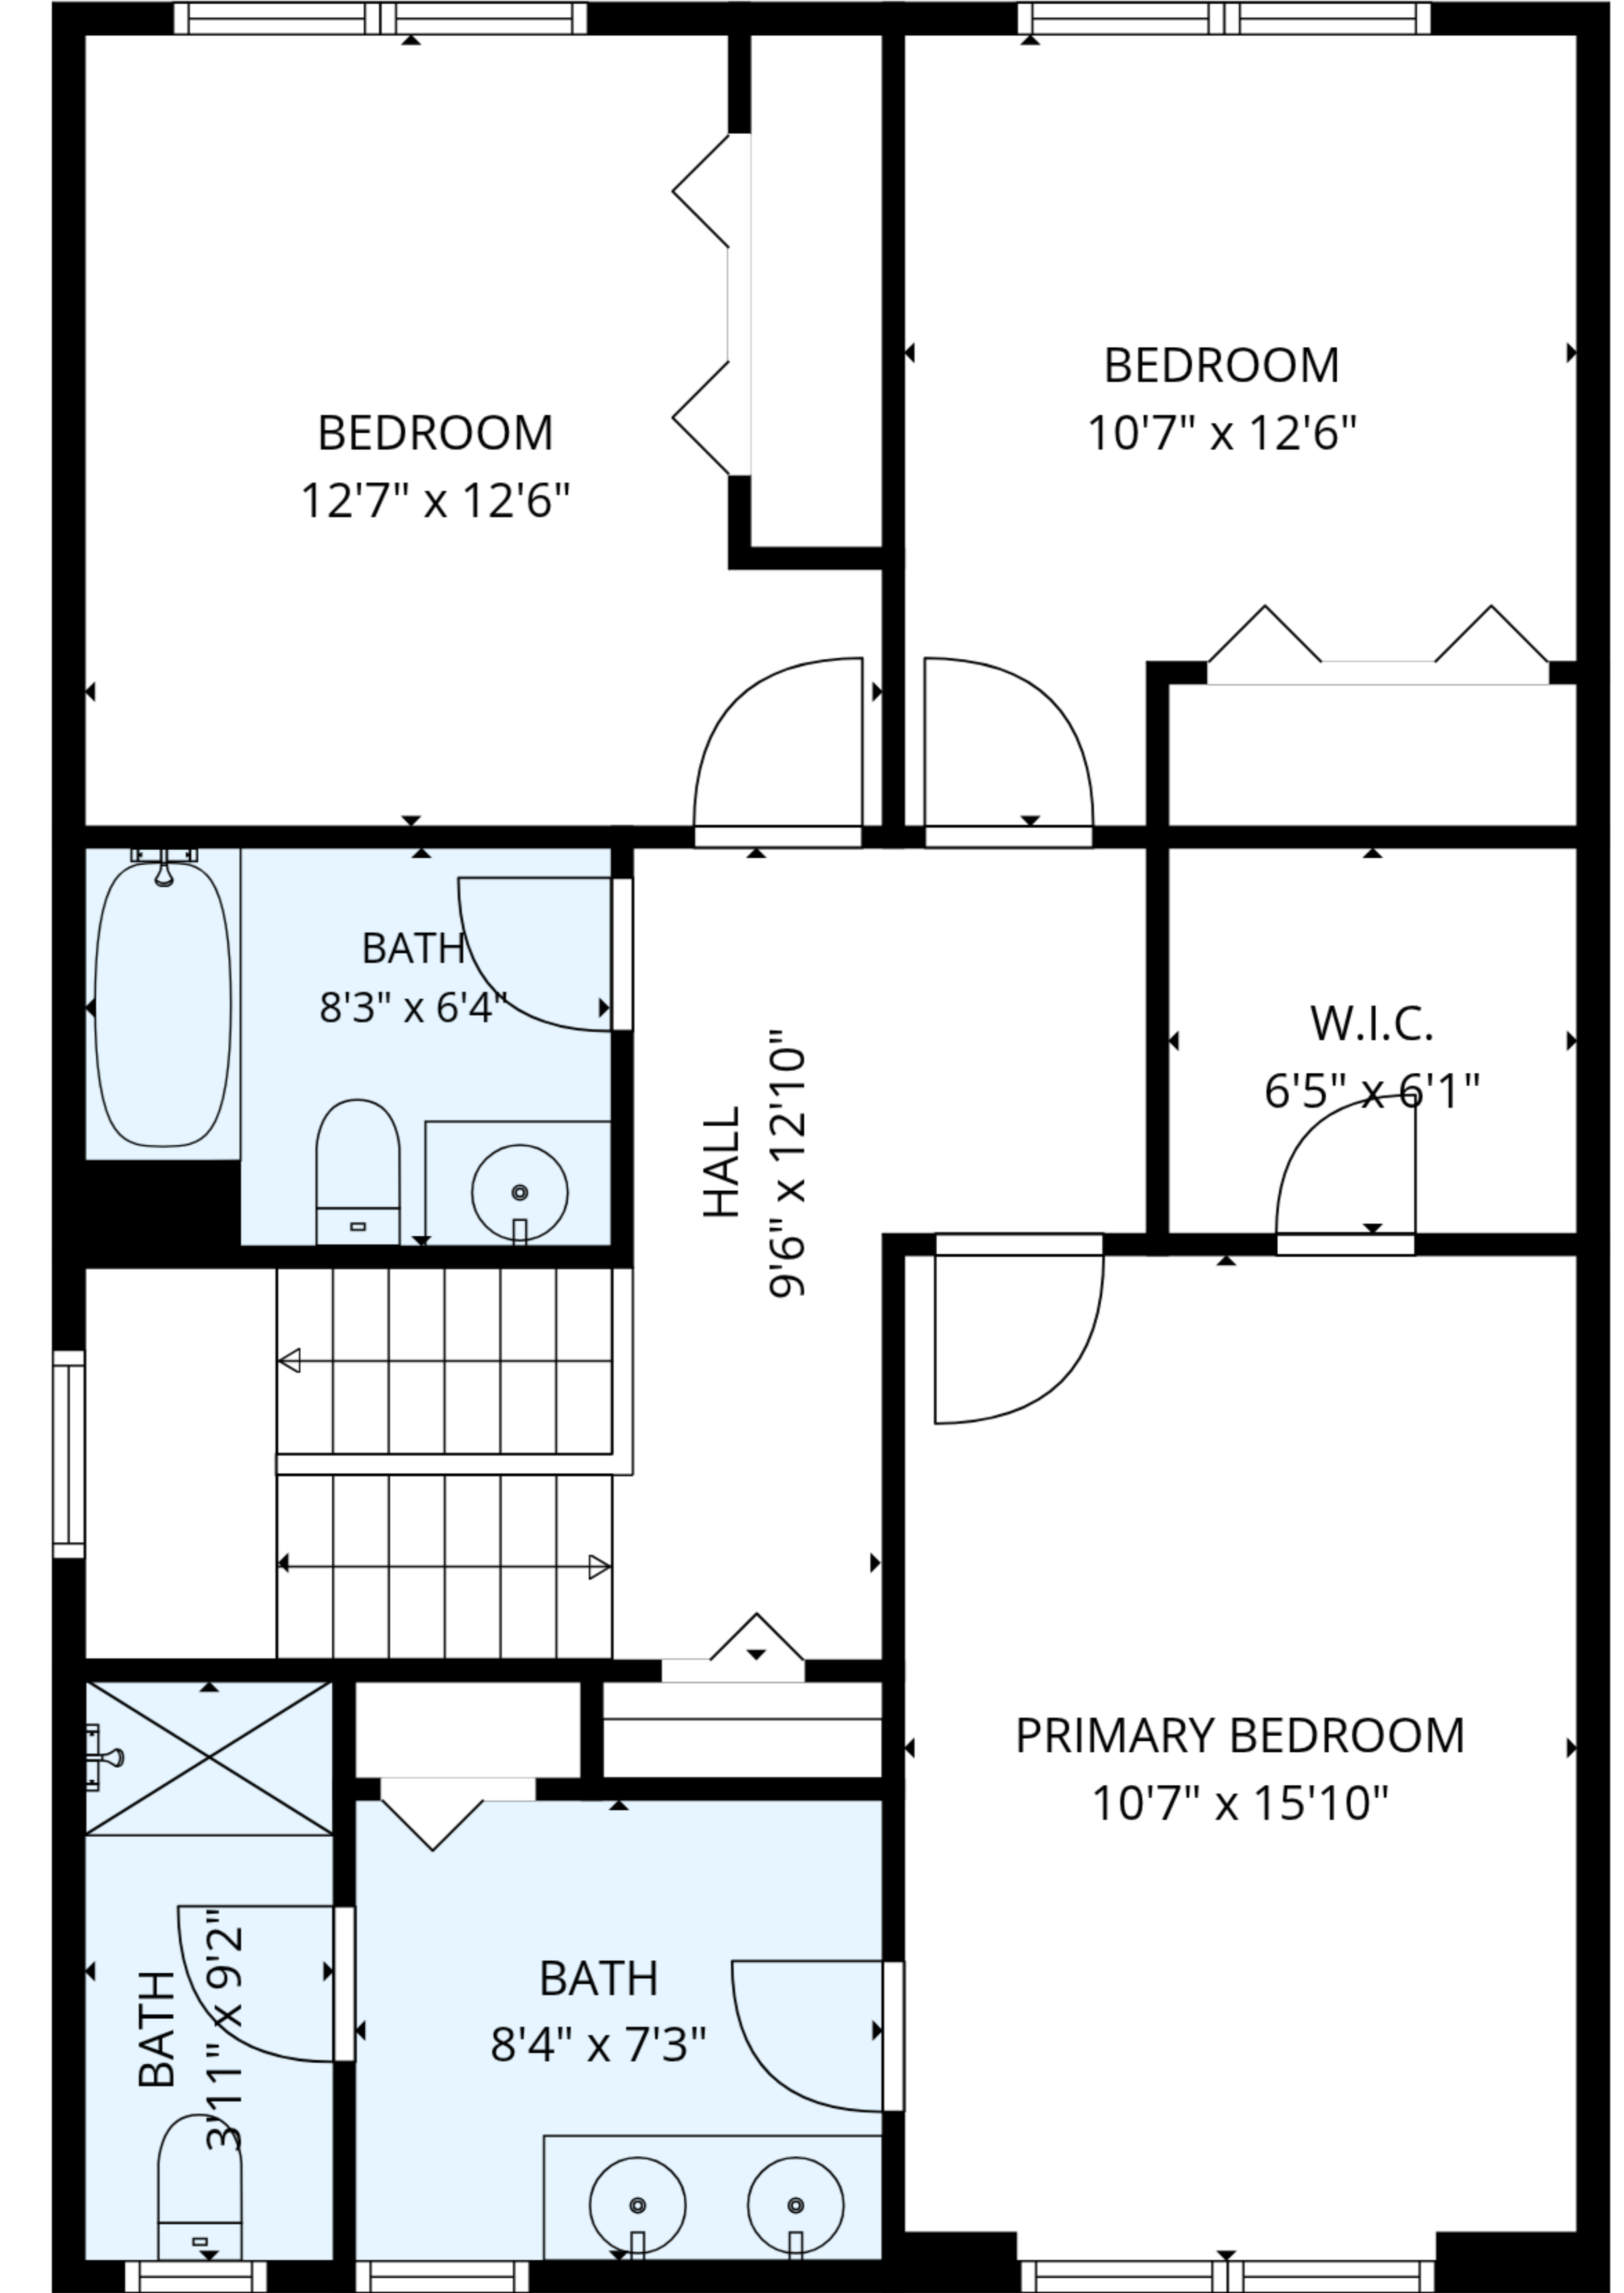 BEDROOM
12'7" x 12'6"
BEDROOM
10'7" x 12'6"
BATH
8'3" x 6'4"
HALL
9'6" x 12'10"
W.I.C.
6'5" x 6'1"
PRIMARY BEDROOM
10'7" x 15'10"
BATH
3'11" x 9'2"
BATH
8'4" x 7'3"